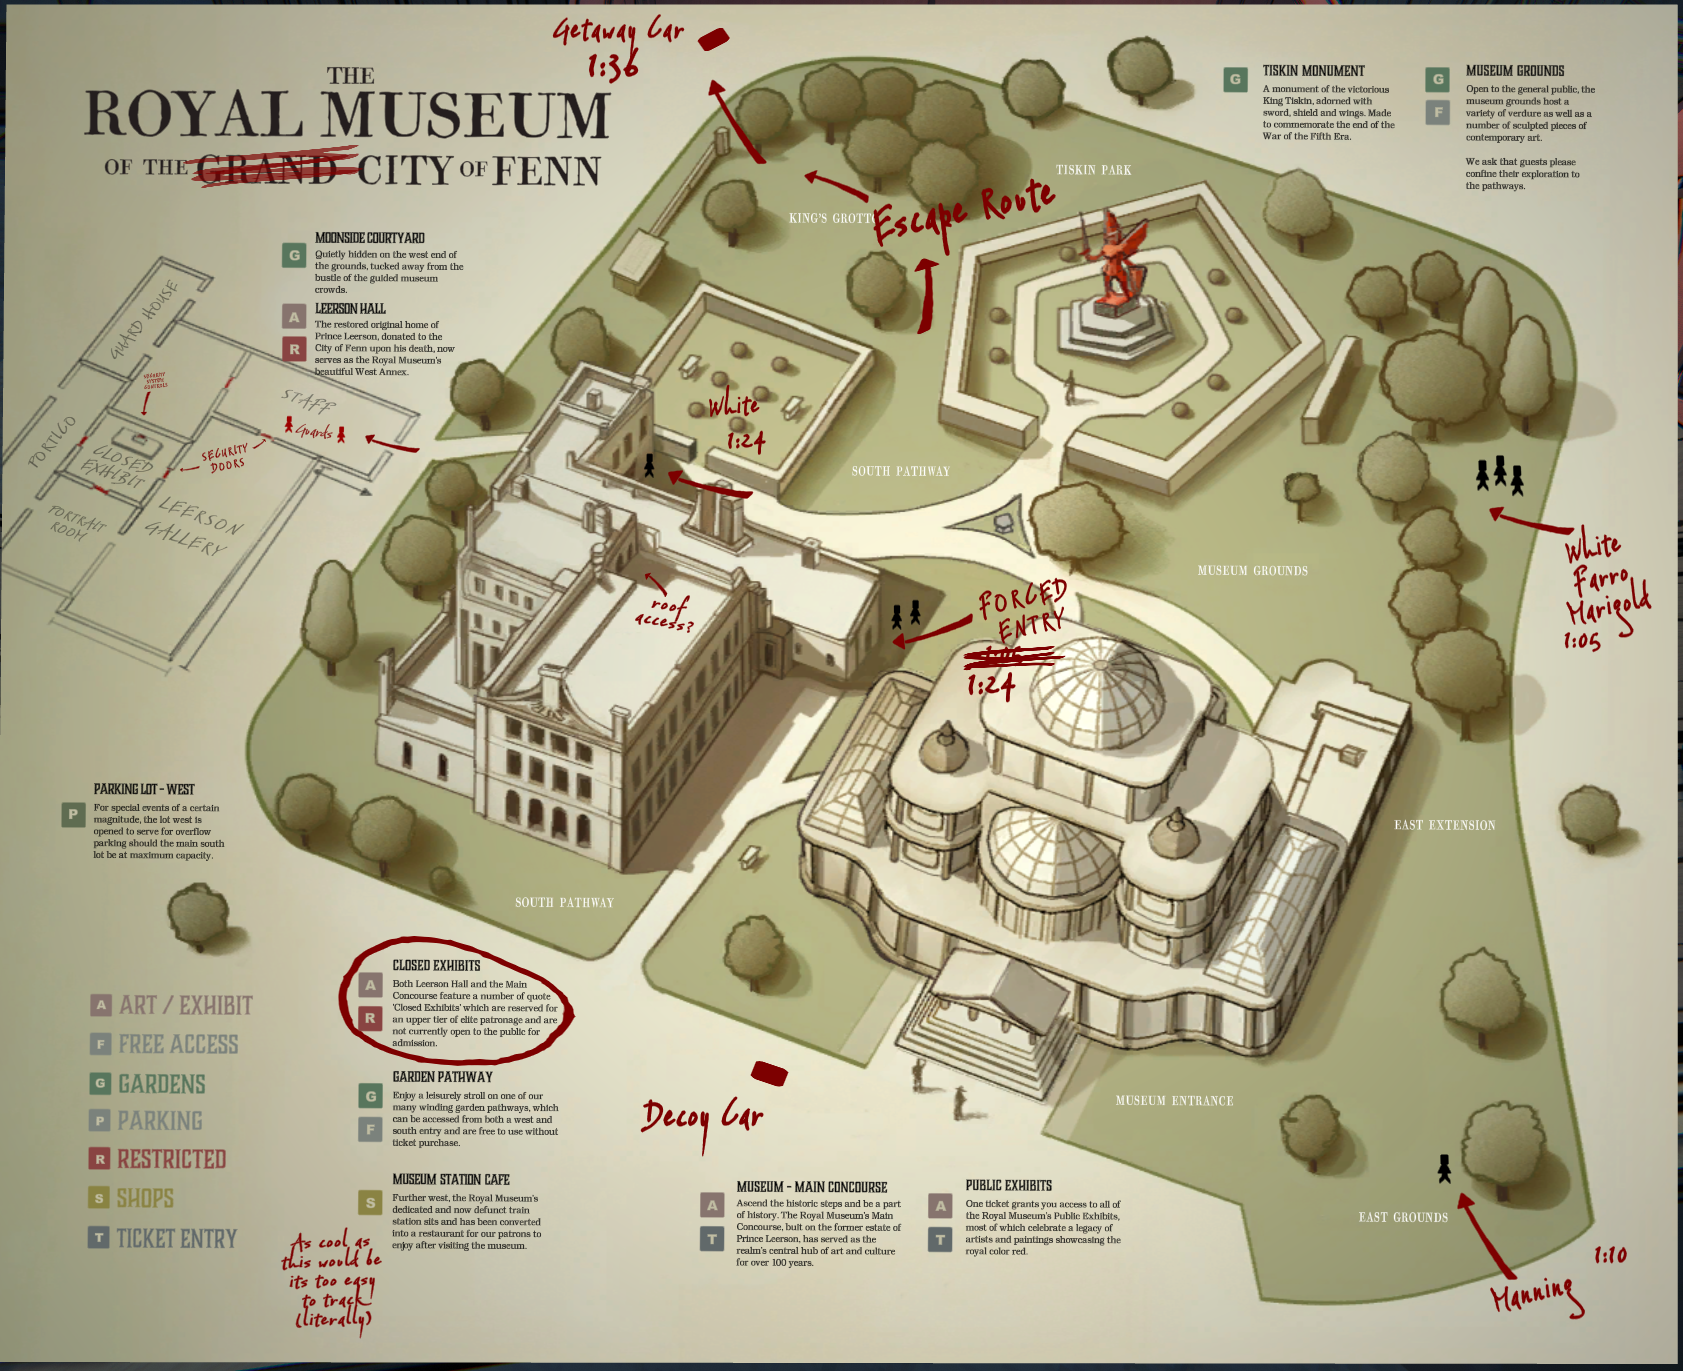 Getaway Car
1:36
THE
ROYAL MUSEUM
OF THE GRAND CITY OF FENN
G
TISKIN MONUMENT
A monument of the victorious
King Tiskin, adorned with
sword, shield and wings. Made
to commemorate the end of the
War of the Fifth Era.
G
F
MUSEUM GROUNDS
Open to the general public, the
museum grounds host a
variety of verdure as well as a
number of sculpted pieces of
contemporary art.
We ask that guests please
confine their exploration to
the pathways.
TISKIN PARK
KING'S GROTTO
Escape Route
G
MOONSIDE COURTYARD
Quietly hidden on the west end of
the grounds, tucked away from the
bustle of the guided museum
crowds.
A
R
LEERSON HALL
The restored original home of
Prince Leerson, donated to the
City of Fenn upon his death, now
serves as the Royal Museum's
beautiful West Annex.
GUARD HOUSE
SECURITY
SYSTEM
CONTROLS
STAFF
Guards
PORTICO
CLOSED
EXHIBIT
SECURITY
DOORS
PORTRAIT
ROOM
LEERSON
GALLERY
White
1:24
SOUTH PATHWAY
White
Farro
Marigold
1:05
MUSEUM GROUNDS
roof
access?
FORCED
ENTRY
1:05
1:24
P
PARKING LOT - WEST
For special events of a certain
magnitude, the lot west is
opened to serve for overflow
parking should the main south
lot be at maximum capacity.
EAST EXTENSION
SOUTH PATHWAY
A
R
CLOSED EXHIBITS
Both Leerson Hall and the Main
Concourse feature a number of quote
'Closed Exhibits' which are reserved for
an upper tier of elite patronage and are
not currently open to the public for
admission.
A ART / EXHIBIT
F FREE ACCESS
G GARDENS
P PARKING
R RESTRICTED
S SHOPS
T TICKET ENTRY
G
F
GARDEN PATHWAY
Enjoy a leisurely stroll on one of our
many winding garden pathways, which
can be accessed from both a west and
south entry and are free to use without
ticket purchase.
S
MUSEUM STATION CAFE
Further west, the Royal Museum's
dedicated and now defunct train
station sits and has been converted
into a restaurant for our patrons to
enjoy after visiting the museum.
As cool as
this would be
its too easy
to track
(literally)
Decoy Car
MUSEUM ENTRANCE
A
T
MUSEUM - MAIN CONCOURSE
Ascend the historic steps and be a part
of history. The Royal Museum's Main
Concourse, built on the former estate of
Prince Leerson, has served as the
realm's central hub of art and culture
for over 100 years.
A
T
PUBLIC EXHIBITS
One ticket grants you access to all of
the Royal Museum's Public Exhibits,
most of which celebrate a legacy of
artists and paintings showcasing the
royal color red.
EAST GROUNDS
1:10
Manning